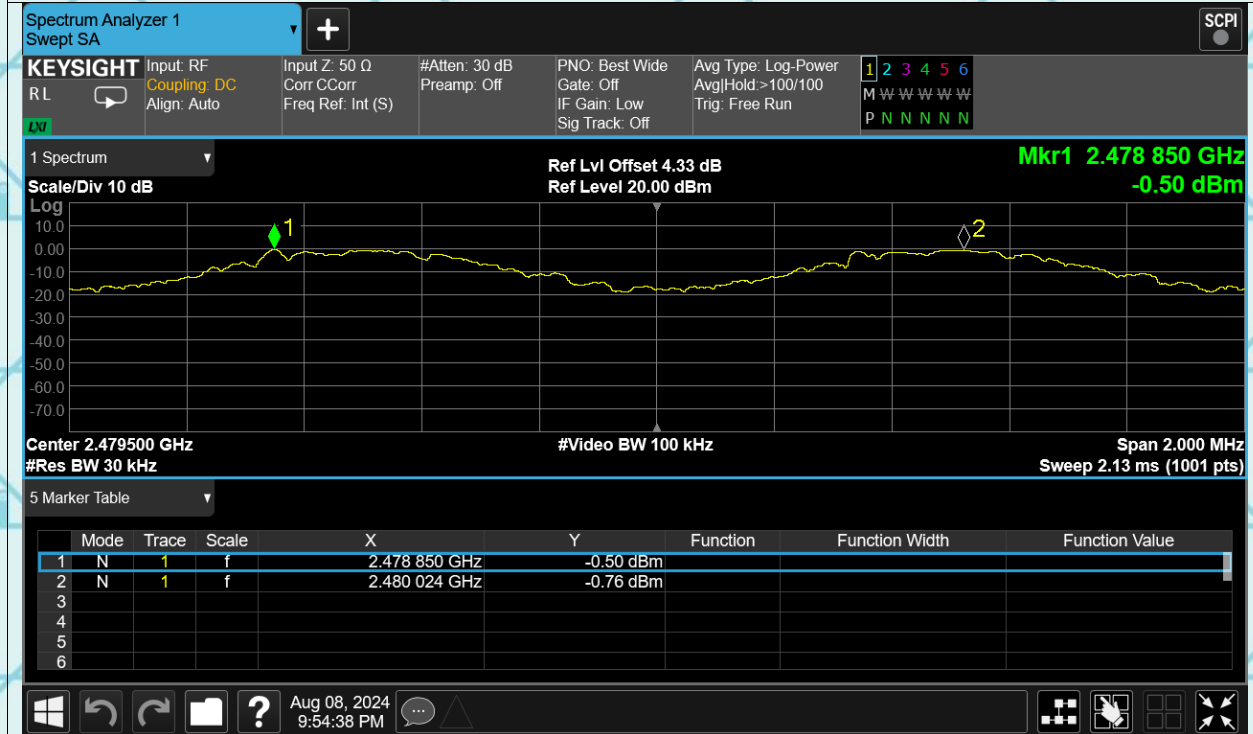 Spectrum Analyzer 1
Swept SA
+
SCPI
KEYSIGHT
RL
LXI
Input: RF
Coupling: DC
Align: Auto
Input Z: 50 Ω
Corr CCorr
Freq Ref: Int (S)
#Atten: 30 dB
Preamp: Off
PNO: Best Wide
Gate: Off
IF Gain: Low
Sig Track: Off
Avg Type: Log-Power
Avg|Hold:>100/100
Trig: Free Run
1 2 3 4 5 6
M W W W W W
P N N N N N
1 Spectrum
Scale/Div 10 dB
Ref Lvl Offset 4.33 dB
Ref Level 20.00 dBm
Mkr1 2.478 850 GHz
-0.50 dBm
Log
10.0
0.00
-10.0
-20.0
-30.0
-40.0
-50.0
-60.0
-70.0
1
2
Center 2.479500 GHz
#Video BW 100 kHz
Span 2.000 MHz
#Res BW 30 kHz
Sweep 2.13 ms (1001 pts)
5 Marker Table
Mode Trace Scale X Y Function Function Width Function Value
1 N 1 f 2.478 850 GHz -0.50 dBm
2 N 1 f 2.480 024 GHz -0.76 dBm
3
4
5
6
?
Aug 08, 2024
9:54:38 PM